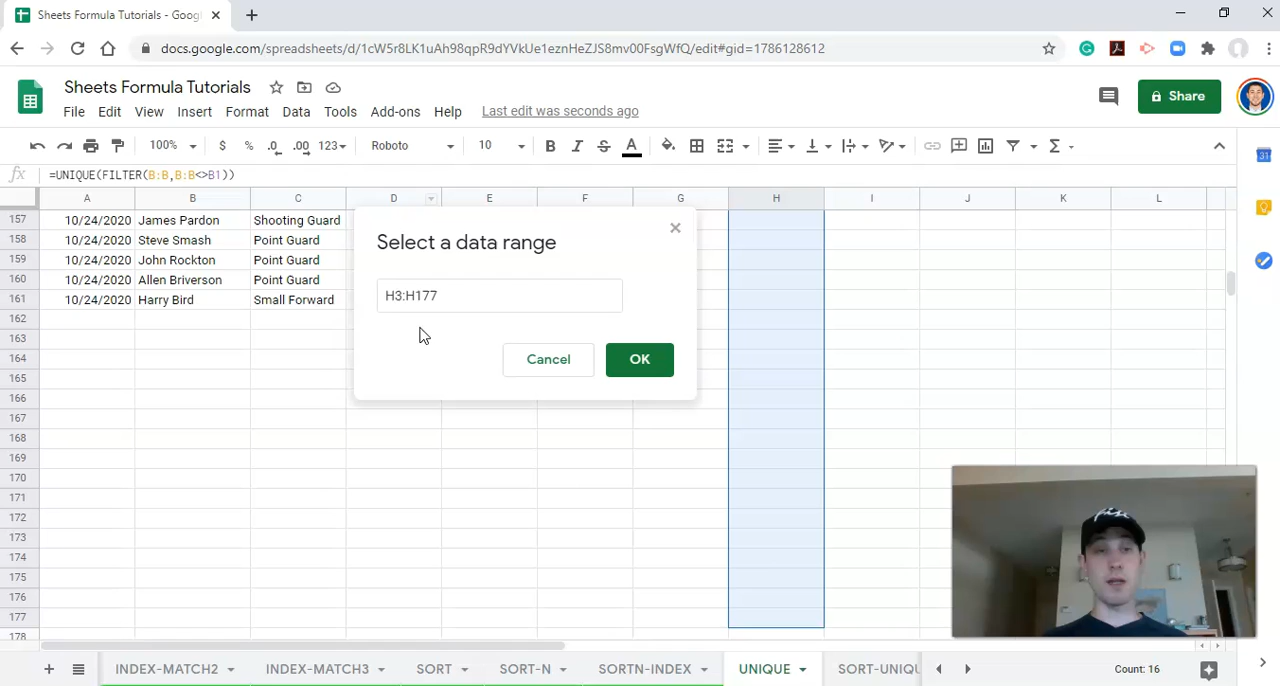 Sheets Formula Tutorials - Goog
docs.google.com/spreadsheets/d/1cW5r8LK1uAh98qpR9dYVkUe1eznHeZJS8mv00FsgWfQ/edit#gid=1786128612
Sheets Formula Tutorials
File Edit View Insert Format Data Tools Add-ons Help Last edit was seconds ago
Share
100% $ % .0 .00 123 Roboto 10 B I S A
fx =UNIQUE(FILTER(B:B,B:B<>B1))
A B C D E F G H I J K L
157 10/24/2020 James Pardon Shooting Guard
158 10/24/2020 Steve Smash Point Guard
159 10/24/2020 John Rockton Point Guard
160 10/24/2020 Allen Briverson Point Guard
161 10/24/2020 Harry Bird Small Forward
162
163
164
165
166
167
168
169
170
171
172
173
174
175
176
177
178
Select a data range
H3:H177
Cancel OK
INDEX-MATCH2 INDEX-MATCH3 SORT SORT-N SORTN-INDEX UNIQUE SORT-UNIQU
Count: 16